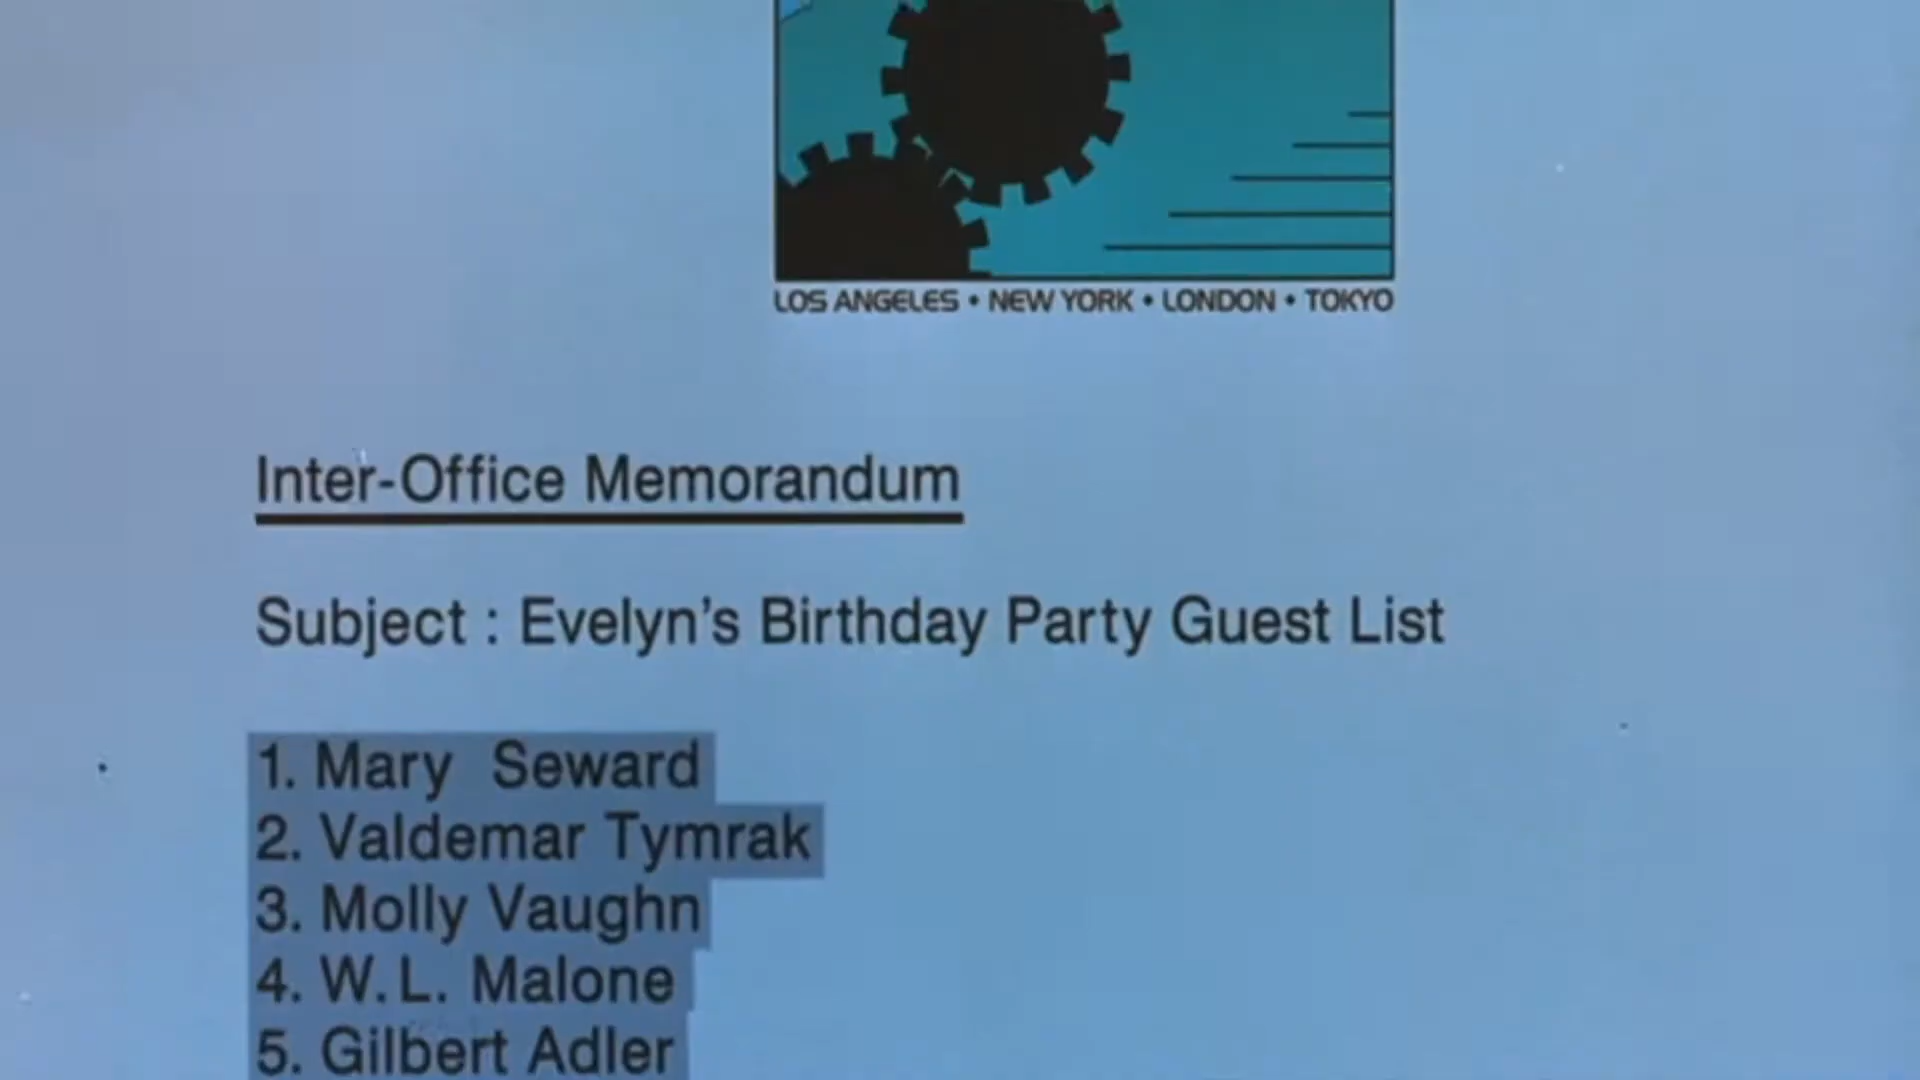 LOS ANGELES • NEW YORK • LONDON • TOKYO
Inter-Office Memorandum
Subject : Evelyn's Birthday Party Guest List
1. Mary Seward
2. Valdemar Tymrak
3. Molly Vaughn
4. W.L. Malone
5. Gilbert Adler